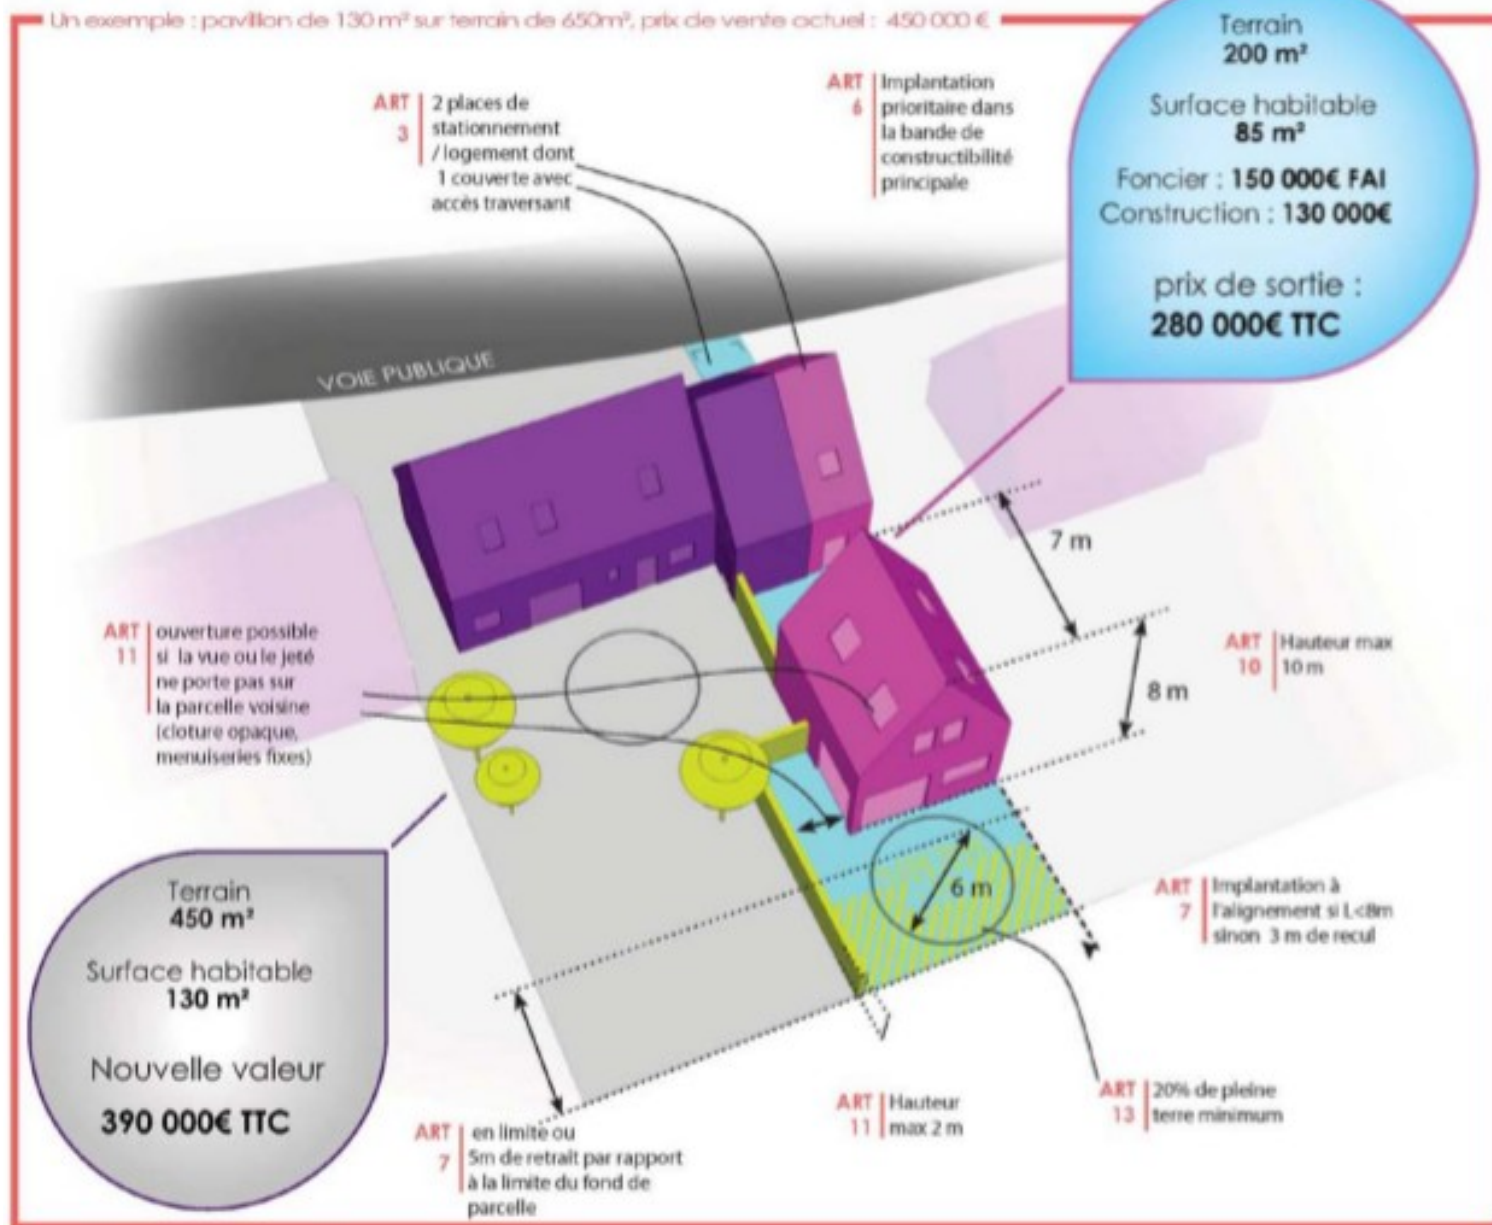 Un exemple : pavillon de 130 m² sur terrain de 650m², prix de vente actuel : 450 000 €
Terrain
200 m²
Surface habitable
85 m²
Foncier : 150 000€ FAI
Construction : 130 000€
prix de sortie :
280 000€ TTC
ART 3
2 places de
stationnement
/ logement dont
1 couverte avec
accès traversant
ART 6
Implantation
prioritaire dans
la bande de
constructibilité
principale
VOIE PUBLIQUE
7 m
8 m
ART 10
Hauteur max
10 m
ART 11
ouverture possible
si la vue ou le jeté
ne porte pas sur
la parcelle voisine
(cloture opaque,
menuiseries fixes)
6 m
ART 7
Implantation à
l'alignement si L<8m
sinon 3 m de recul
Terrain
450 m²
Surface habitable
130 m²
Nouvelle valeur
390 000€ TTC
ART 7
en limite ou
5m de retrait par rapport
à la limite du fond de
parcelle
ART 11
Hauteur
max 2 m
ART 13
20% de pleine
terre minimum